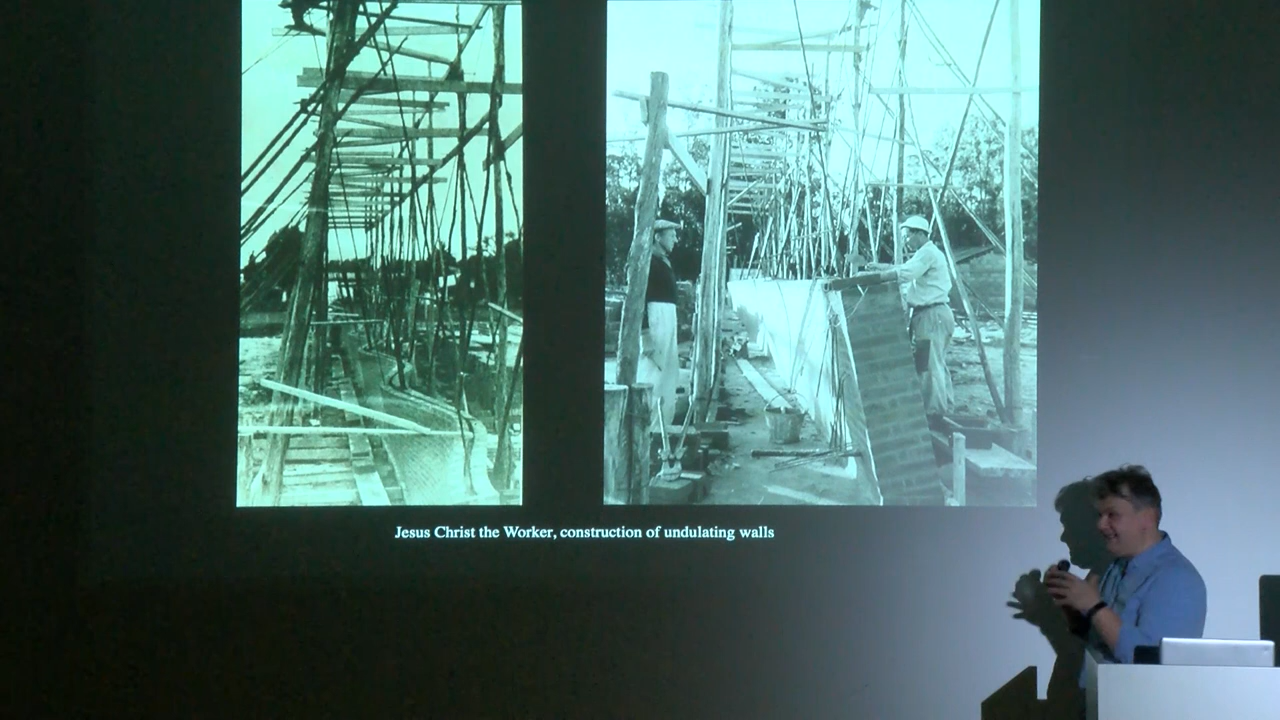 Jesus Christ the Worker, construction of undulating walls